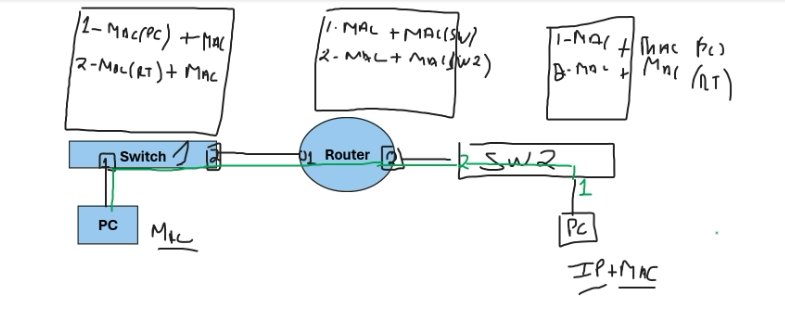 1- MAC(PC) + MAC
2-MAC(RT) + MAC
1. MAC + MAC(SW)
2- MAC + MAC(SW2)
1-MAC + MAC PC)
2-MAC + MAC (RT)
1 Switch 1 2
1 Router 2
2 SW2
1
PC
MAC
PC
IP+MAC